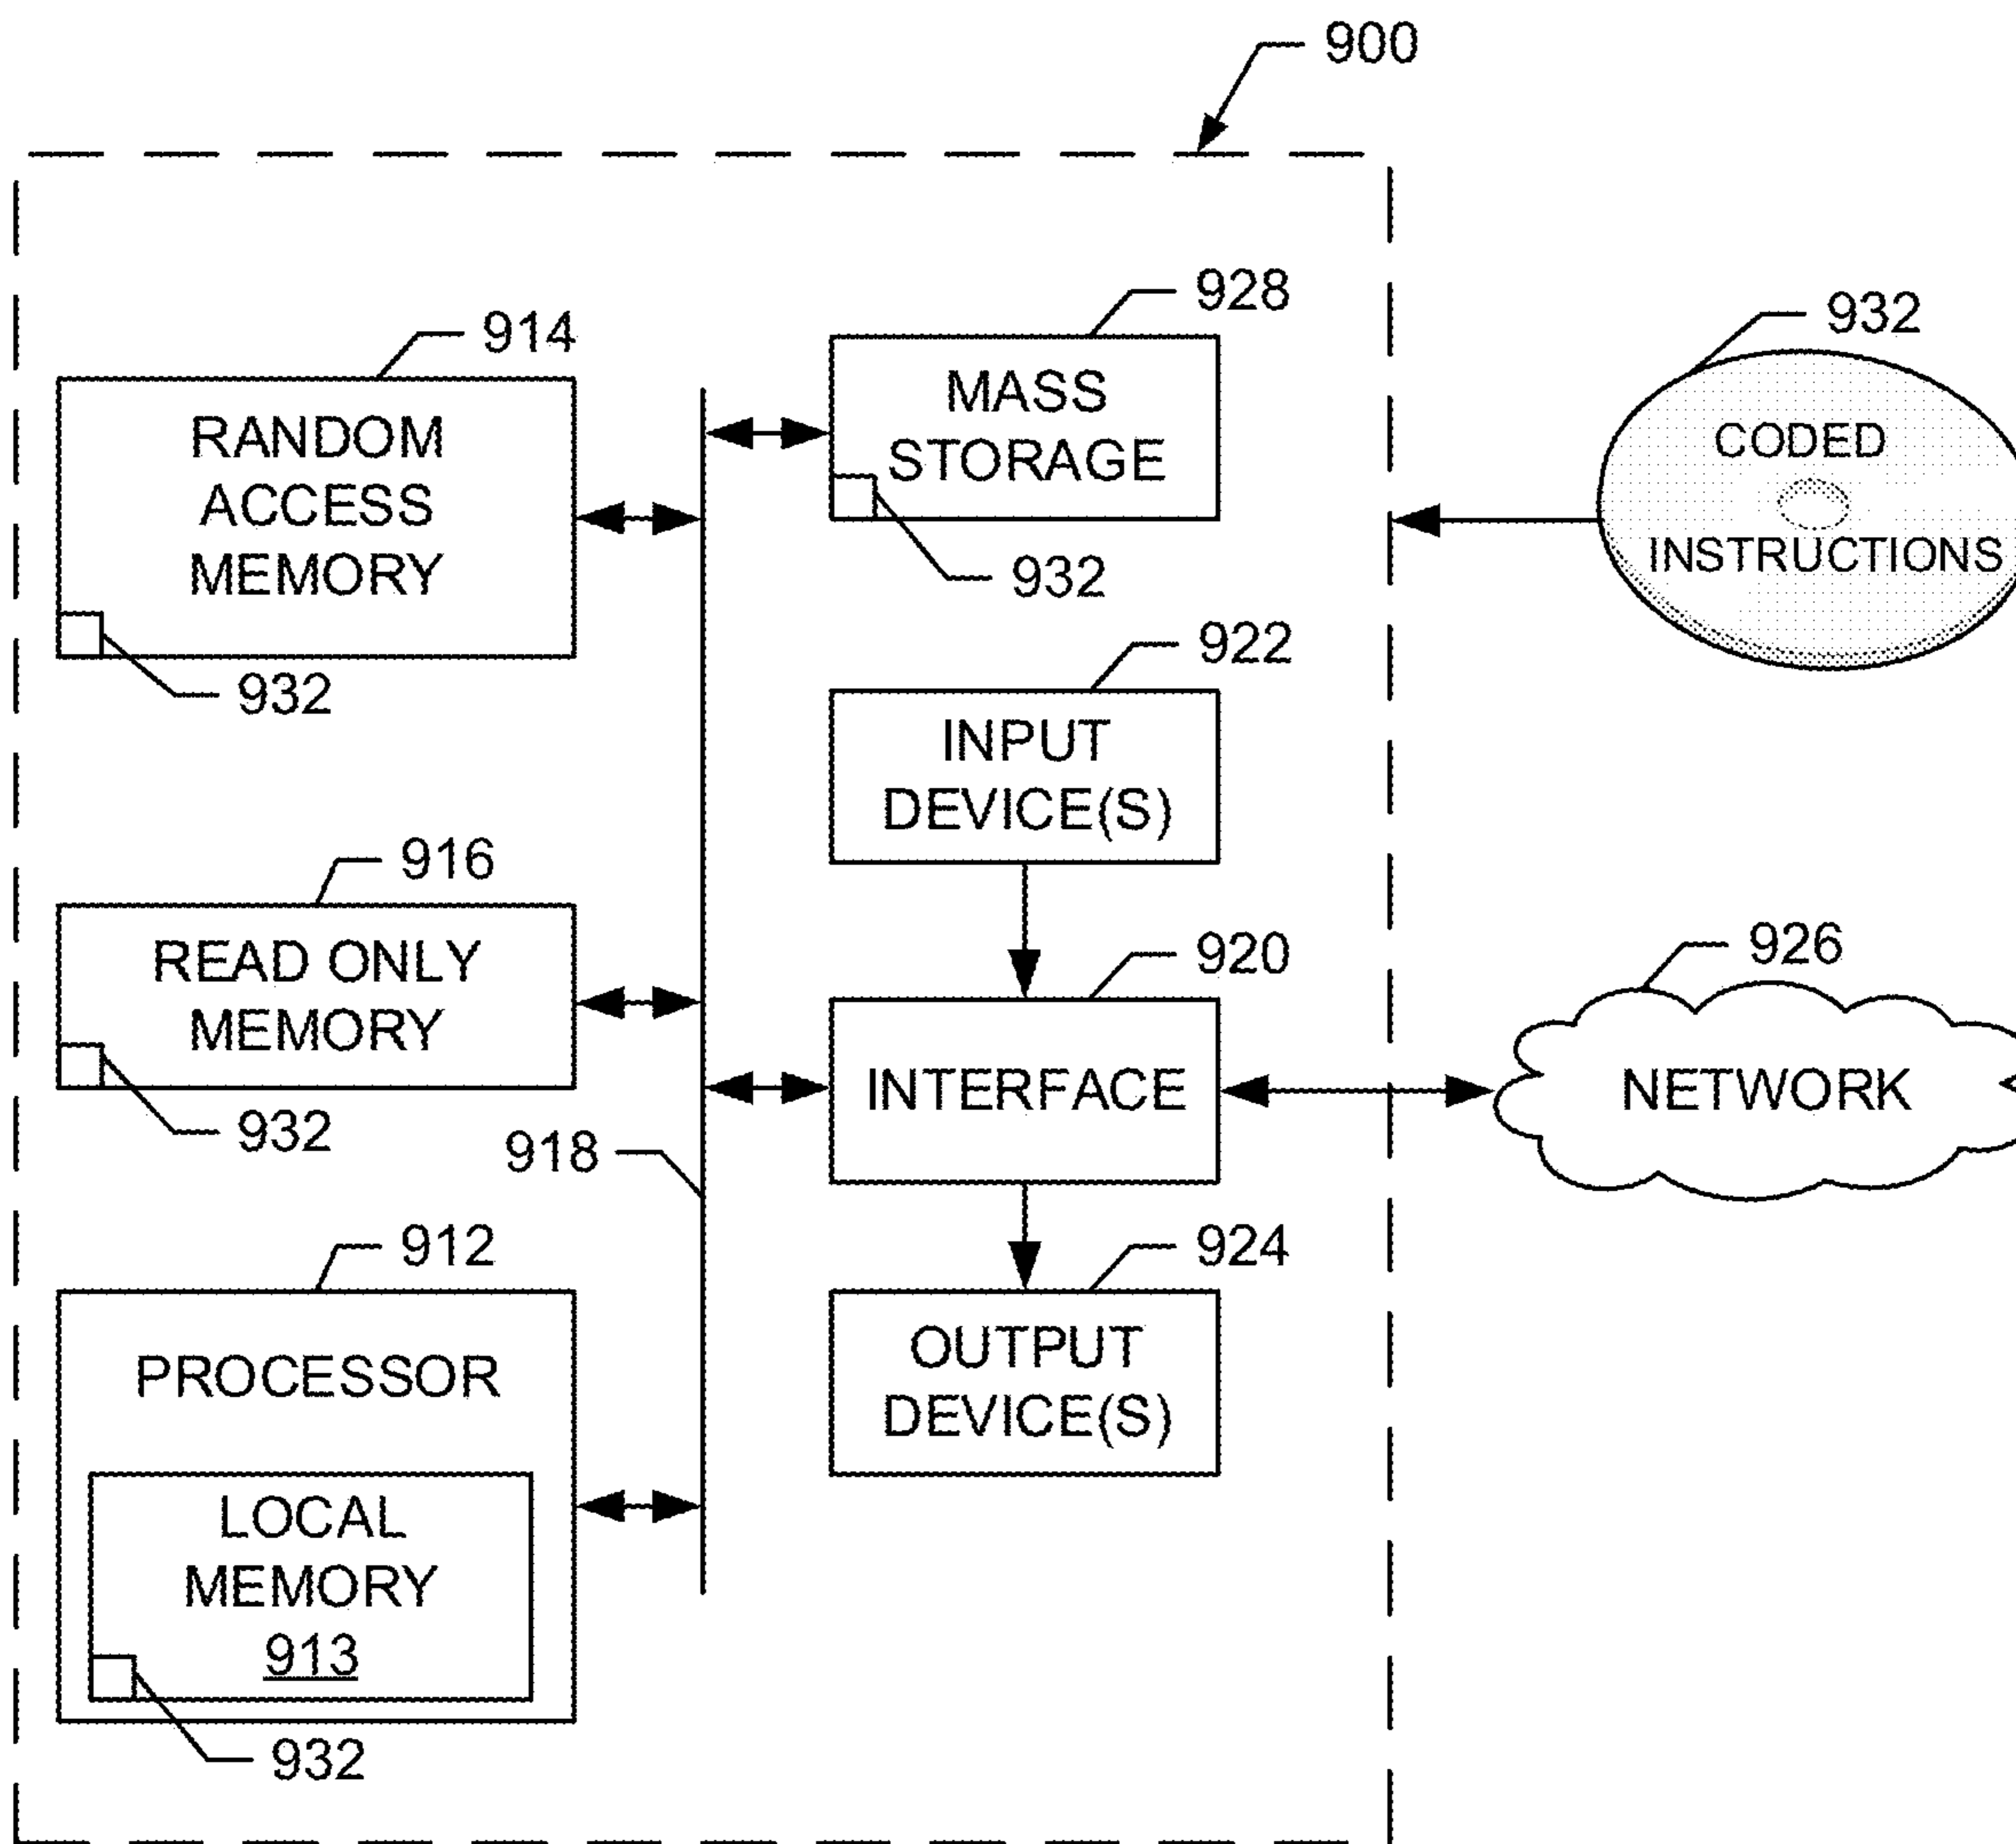 900
928
MASS
STORAGE
932
914
RANDOM
ACCESS
MEMORY
932
932
CODED
INSTRUCTIONS
922
INPUT
DEVICE(S)
916
READ ONLY
MEMORY
932
920
INTERFACE
926
NETWORK
918
912
PROCESSOR
LOCAL
MEMORY
913
932
924
OUTPUT
DEVICE(S)